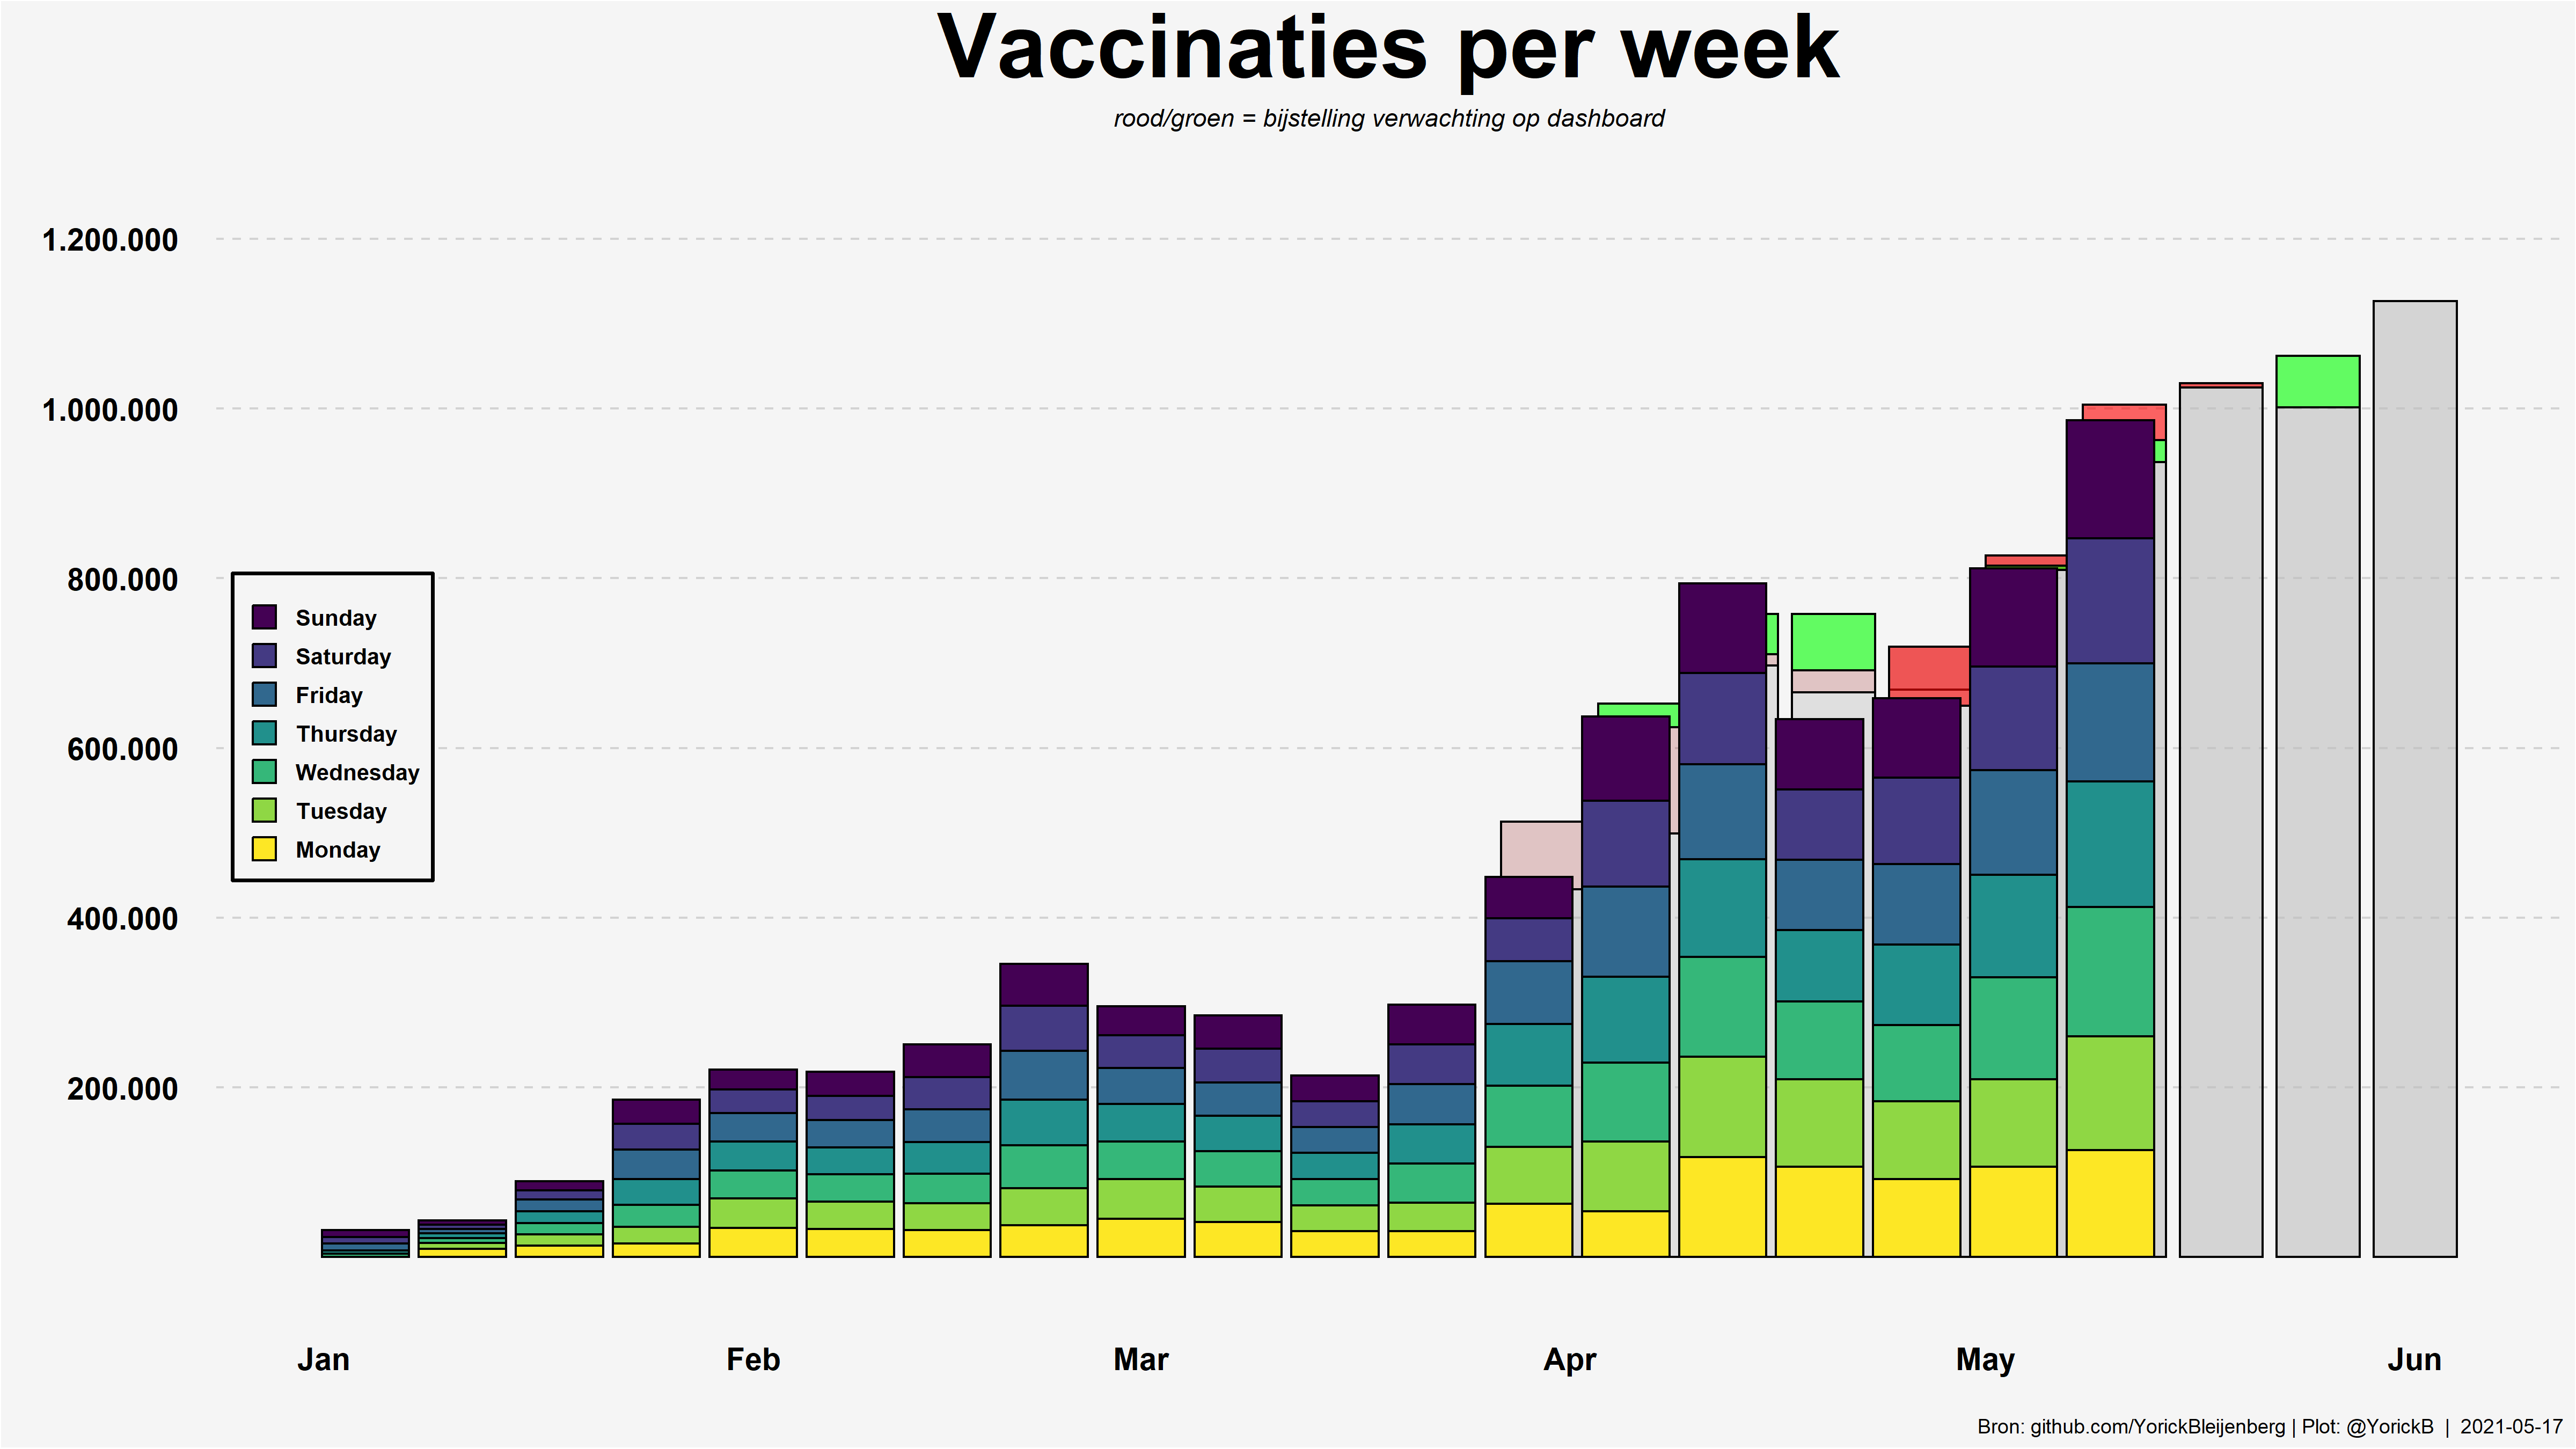 Vaccinaties per week
rood/groen = bijstelling verwachting op dashboard
1.200.000
1.000.000
800.000
600.000
400.000
200.000
Sunday
Saturday
Friday
Thursday
Wednesday
Tuesday
Monday
Jan Feb Mar Apr May Jun
Bron: github.com/YorickBleijenberg | Plot: @YorickB | 2021-05-17